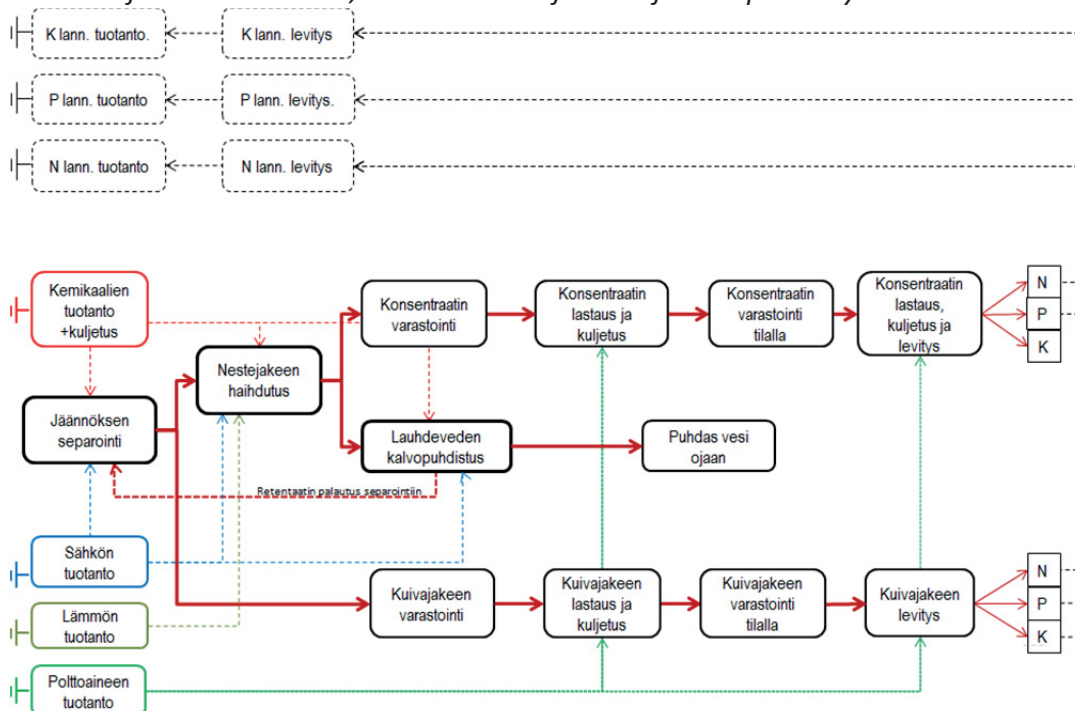 K lann. tuotanto.
K lann. levitys
P lann. tuotanto
P lann. levitys.
N lann. tuotanto
N lann. levitys
Kemikaalien
tuotanto
+kuljetus
Konsentraatin
varastointi
Konsentraatin
lastaus ja
kuljetus
Konsentraatin
varastointi
tilalla
Konsentraatin
lastaus,
kuljetus ja
levitys
N
P
K
Nestejakeen
haihdutus
Jäännöksen
separointi
Lauhdeveden
kalvopuhdistus
Puhdas vesi
ojaan
Retentaatin palautus separointiin
Sähkön
tuotanto
Kuivajakeen
varastointi
Kuivajakeen
lastaus ja
kuljetus
Kuivajakeen
varastointi
tilalla
Kuivajakeen
levitys
N
P
K
Lämmön
tuotanto
Polttoaineen
tuotanto